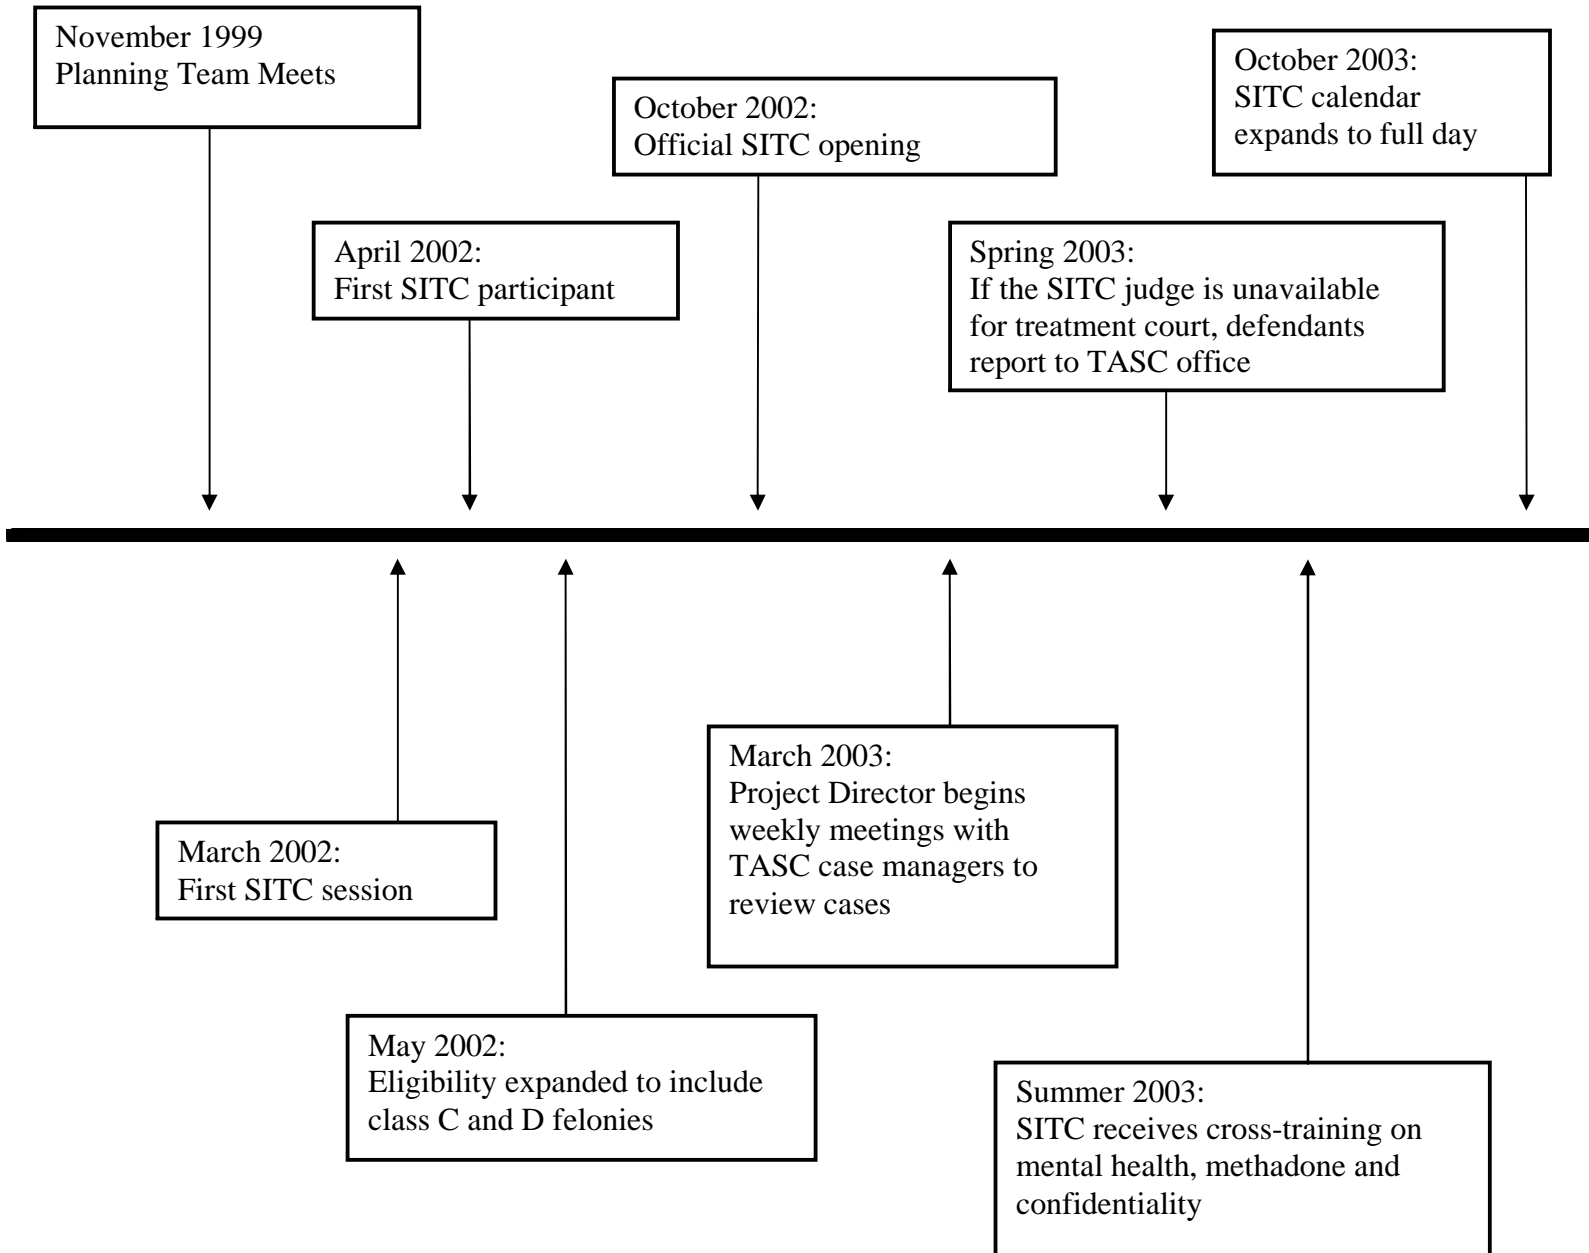 November 1999
Planning Team Meets
October 2003:
SITC calendar
expands to full day
October 2002:
Official SITC opening
April 2002:
First SITC participant
Spring 2003:
If the SITC judge is unavailable
for treatment court, defendants
report to TASC office
March 2003:
Project Director begins
weekly meetings with
TASC case managers to
review cases
March 2002:
First SITC session
May 2002:
Eligibility expanded to include
class C and D felonies
Summer 2003:
SITC receives cross-training on
mental health, methadone and
confidentiality